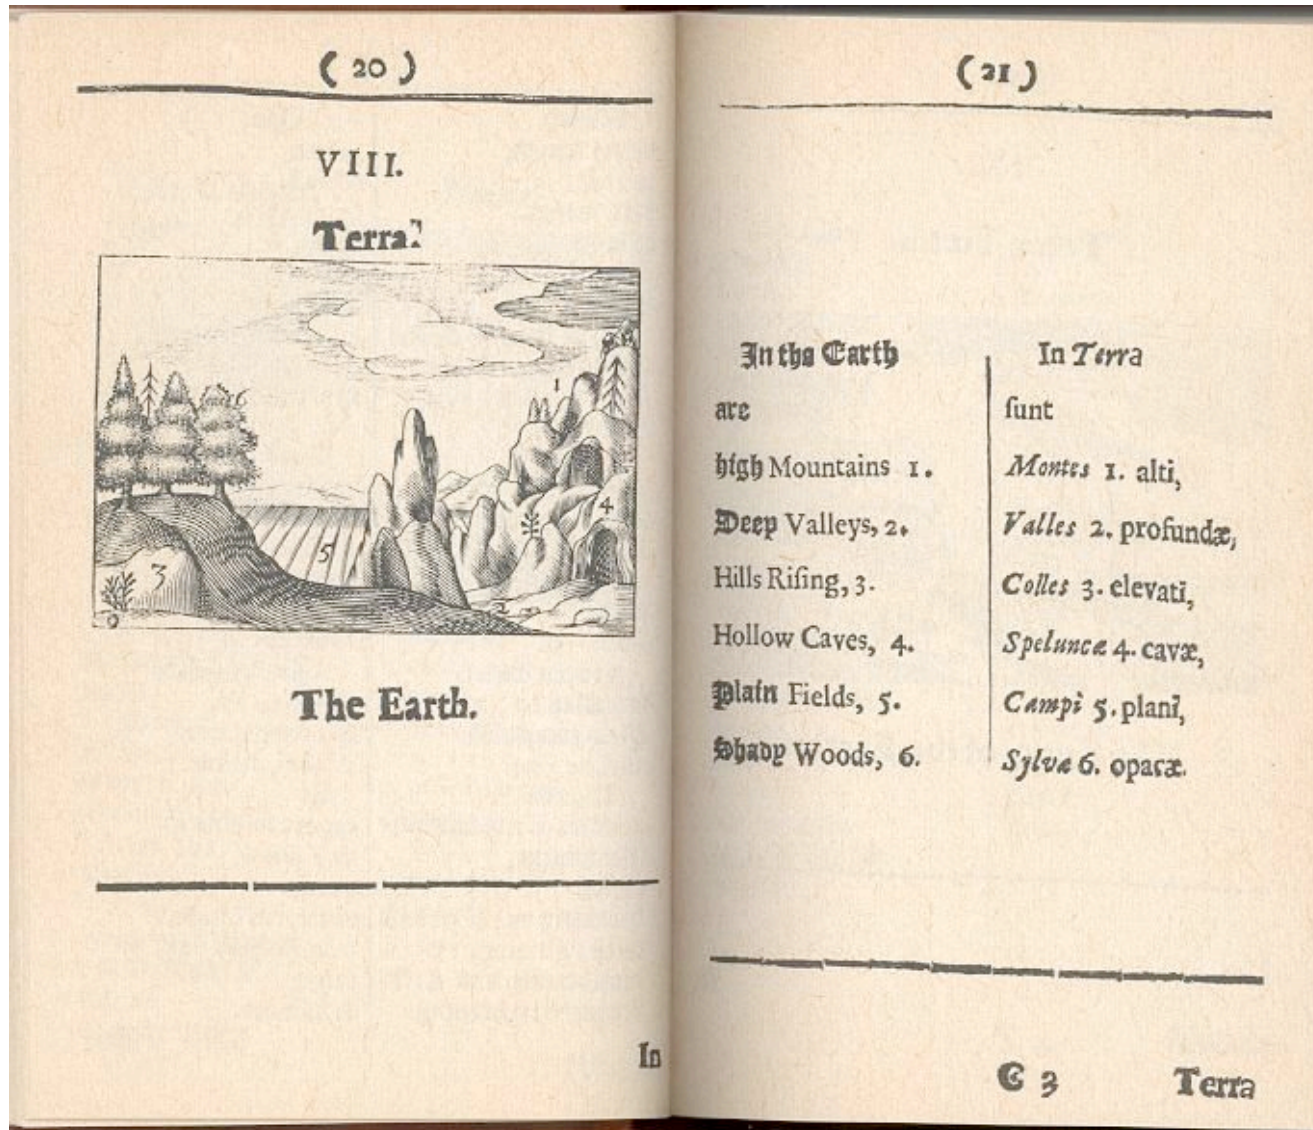 ( 20 )
VIII.
Terra.
6
1
4
5
3
2
The Earth.
In
( 21 )
In the Earth
are
high Mountains 1.
Deep Valleys, 2.
Hills Riſing, 3.
Hollow Caves, 4.
Plain Fields, 5.
Shady Woods, 6.
In Terra
ſunt
Montes 1. alti,
Valles 2. profundæ,
Colles 3. elevati,
Speluncæ 4. cavæ,
Campi 5. plani,
Sylvæ 6. opacæ.
C 3 Terra